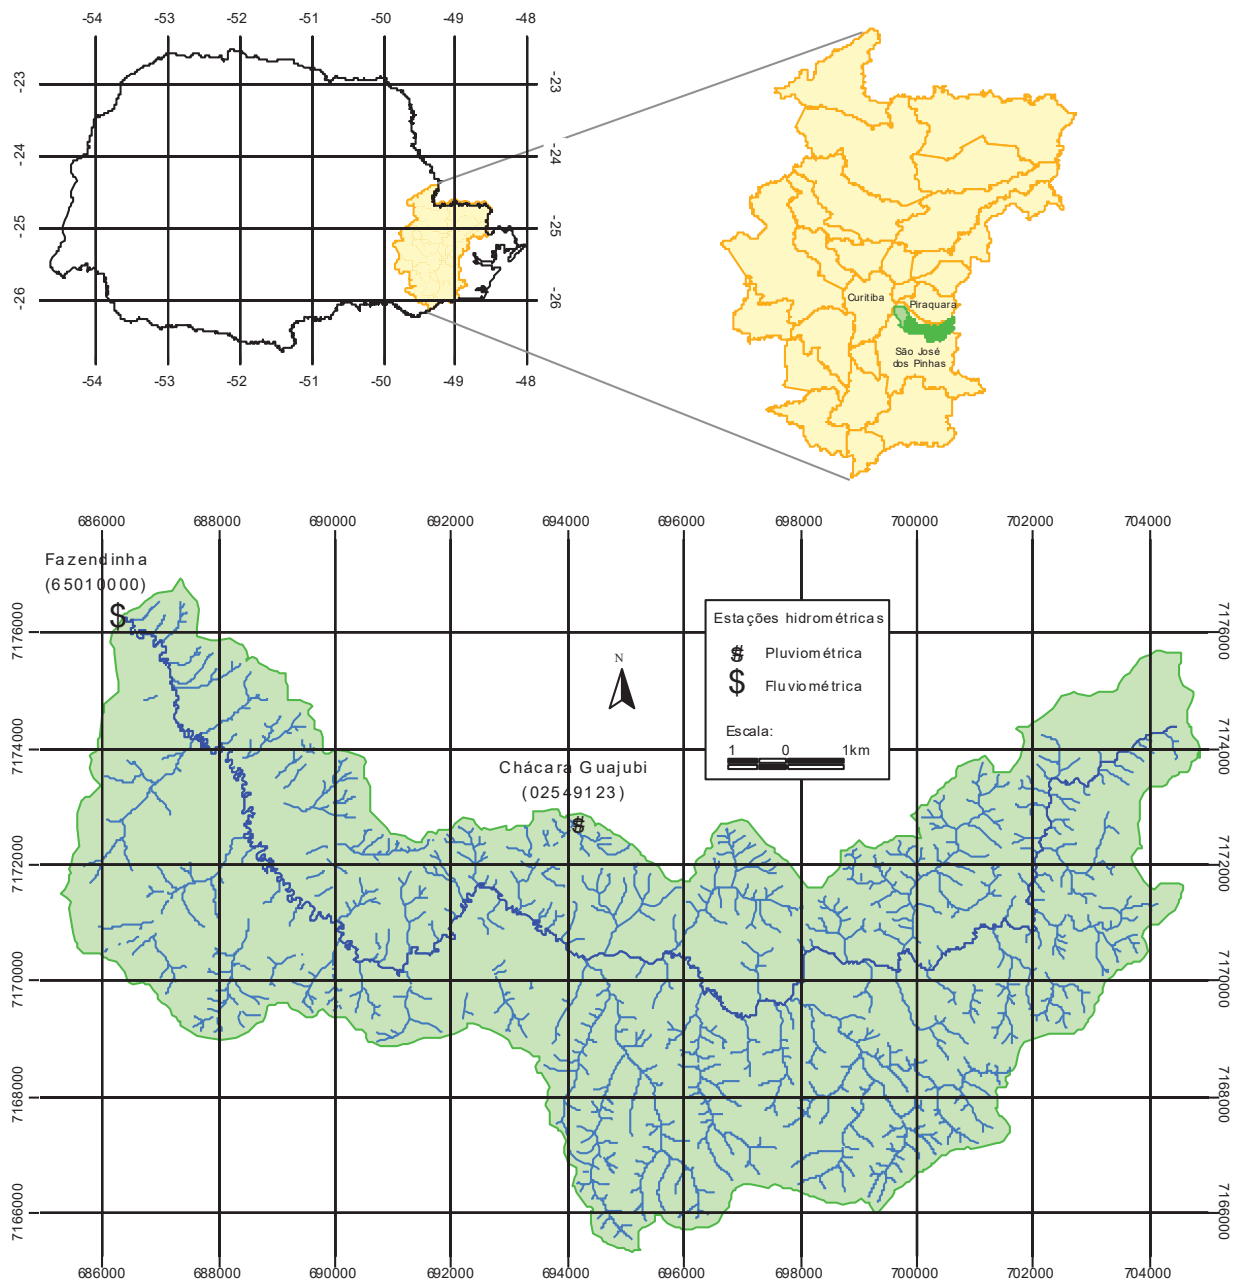 -54 -53 -52 -51 -50 -49 -48
-23 -23
-24 -24
-25 -25
-26 -26
-54 -53 -52 -51 -50 -49 -48
Curitiba
Piraquara
São José
dos Pinhas
686000 688000 690000 692000 694000 696000 698000 700000 702000 704000
Fazendinha
(65010000)
$
7176000 7176000
Estações hidrométricas
N
# Pluviométrica
$ Fluviométrica
Escala:
1 0 1km
7174000 7174000
Chácara Guajubi
(02549123)
#
7172000 7172000
7170000 7170000
7168000 7168000
7166000 7166000
686000 688000 690000 692000 694000 696000 698000 700000 702000 704000